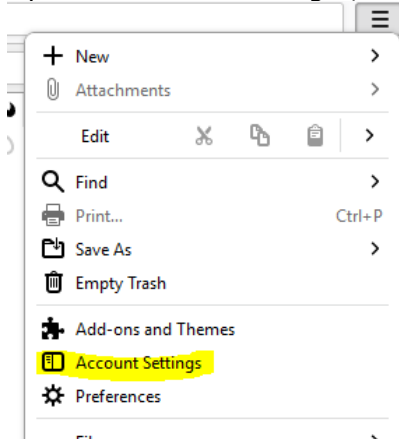 New
Attachments
Edit
Find
Print... Ctrl+P
Save As
Empty Trash
Add-ons and Themes
Account Settings
Preferences